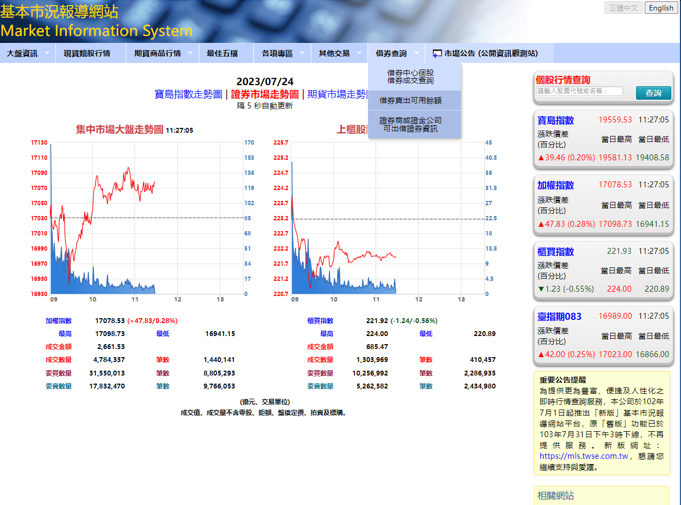 基本市況報導網站
Market Information System
正體中文 English
大盤資訊 現貨類股行情 期貨商品行情 最佳五檔 各項專區 其他交易 借券查詢 市場公告 (公開資訊觀測站)
借券中心個股
借券成交查詢
借券賣出可用餘額
證券商或證金公司
可出借證券資訊
2023/07/24
寶島指數走勢圖 | 證券市場走勢圖 | 期貨市場走勢
隔 5 秒自動更新
集中市場大盤走勢圖 11:27:05
17130
17110
17090
17070
17050
17030
17010
16990
16970
16950
16930
170
153
136
119
102
85
68
51
34
17
0
09 10 11 12 13
上櫃股
225.7
225.2
224.7
224.2
223.7
223.2
222.7
222.2
221.7
221.2
220.7
45
40.5
36
31.5
27
22.5
18
13.5
9
4.5
0
09 10 11 12 13
加權指數 17078.53 (+47.83/0.28%)
最高 17098.73 最低 16941.15
成交金額 2,661.53
成交數量 4,784,337 筆數 1,440,141
委買數量 31,550,013 筆數 8,805,293
委賣數量 17,832,470 筆數 9,766,053
櫃買指數 221.92 (-1.24/-0.56%)
最高 224.00 最低 220.89
成交金額 685.47
成交數量 1,303,969 筆數 410,457
委買數量 10,256,992 筆數 2,286,935
委賣數量 5,262,582 筆數 2,434,980
(億元、交易單位)
成交值、成交量不含零股、鉅額、盤後定價、拍賣及標購。
個股行情查詢
請輸入股票代號或名稱 查詢
寶島指數 19559.53 11:27:05
漲跌價差
(百分比) 當日最高 當日最低
▲39.46 (0.20%) 19581.13 19408.58
加權指數 17078.53 11:27:05
漲跌價差
(百分比) 當日最高 當日最低
▲47.83 (0.28%) 17098.73 16941.15
櫃買指數 221.93 11:27:05
漲跌價差
(百分比) 當日最高 當日最低
▼1.23 (-0.55%) 224.00 220.89
臺指期083 16989.00 11:27:05
漲跌價差
(百分比) 當日最高 當日最低
▲42.00 (0.25%) 17023.00 16866.00
重要公告提醒
為提供更為豐富、便捷及人性化之
即時行情查詢服務，本公司於102年
7月1日起推出「新版」基本市況報
導網站平台，原「舊版」功能已於
103年7月31日下午3時下線，不再
提供服務。新版網址：
https://mis.twse.com.tw，懇請您
繼續支持與愛護。
相關網站